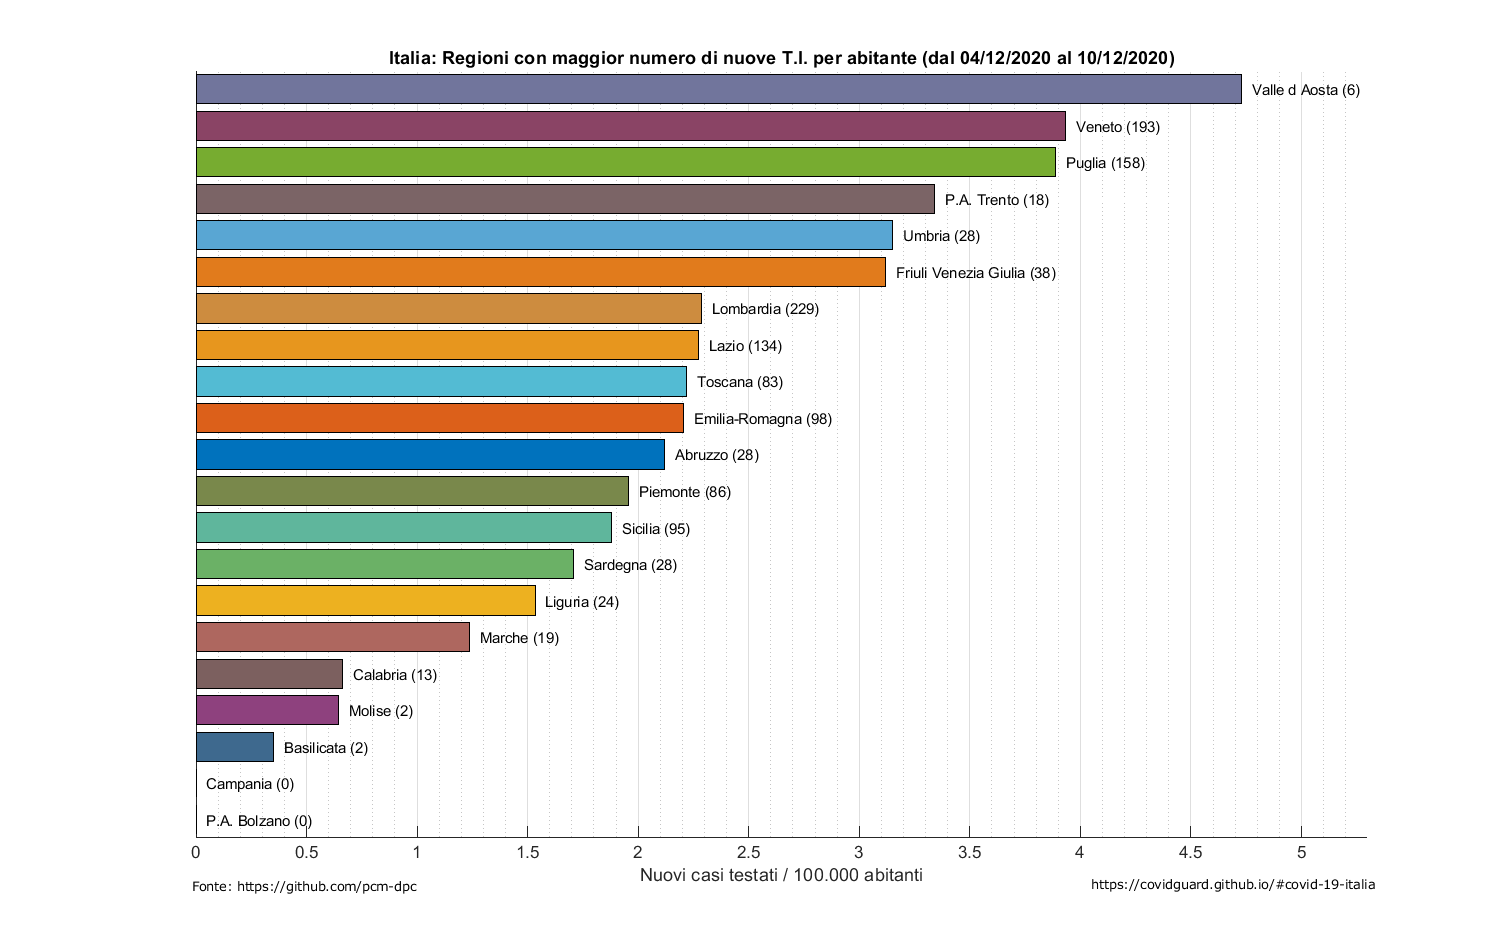 Italia: Regioni con maggior numero di nuove T.I. per abitante (dal 04/12/2020 al 10/12/2020)
Valle d Aosta (6)
Veneto (193)
Puglia (158)
P.A. Trento (18)
Umbria (28)
Friuli Venezia Giulia (38)
Lombardia (229)
Lazio (134)
Toscana (83)
Emilia-Romagna (98)
Abruzzo (28)
Piemonte (86)
Sicilia (95)
Sardegna (28)
Liguria (24)
Marche (19)
Calabria (13)
Molise (2)
Basilicata (2)
Campania (0)
P.A. Bolzano (0)
0 0.5 1 1.5 2 2.5 3 3.5 4 4.5 5
Nuovi casi testati / 100.000 abitanti
Fonte: https://github.com/pcm-dpc
https://covidguard.github.io/#covid-19-italia